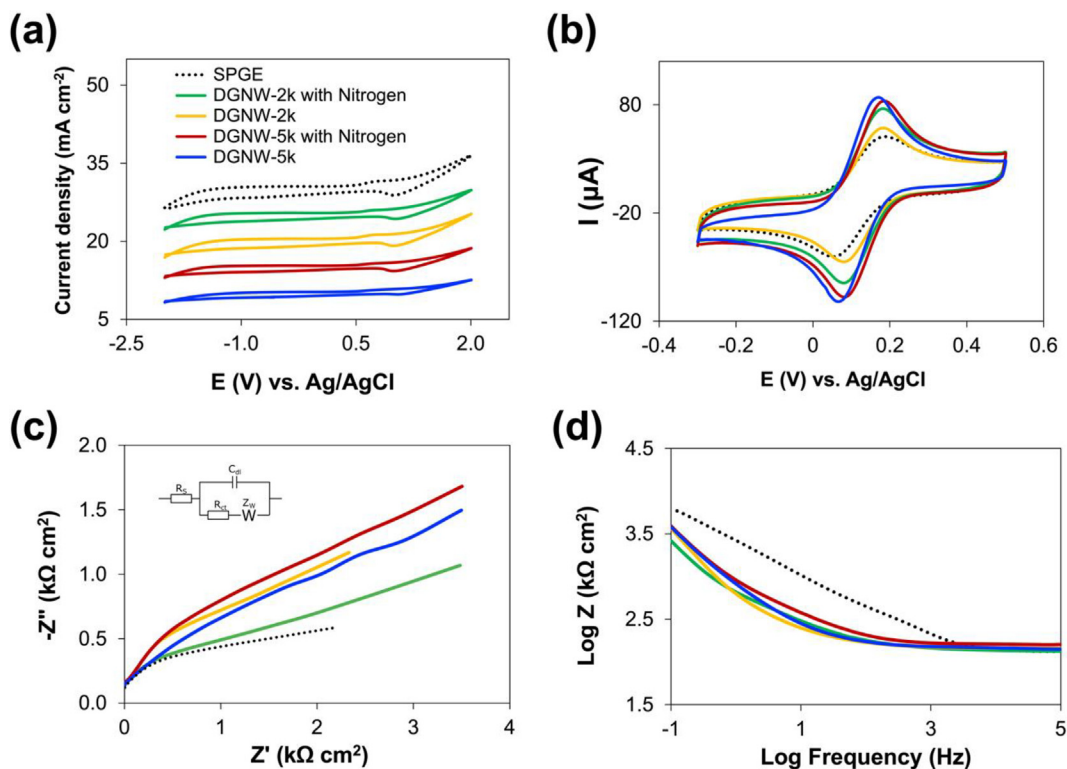 (a)
Current density (mA cm-2)
50
35
20
5
SPGE
DGNW-2k with Nitrogen
DGNW-2k
DGNW-5k with Nitrogen
DGNW-5k
-2.5 -1.0 0.5 2.0
E (V) vs. Ag/AgCl
(b)
I (µA)
80
-20
-120
-0.4 -0.2 0 0.2 0.4 0.6
E (V) vs. Ag/AgCl
(c)
-Z" (kΩ cm2)
2.0
1.5
1.0
0.5
0.0
Cdl
Rs
Rct Zw
W
0 1 2 3 4
Z' (kΩ cm2)
(d)
Log Z (kΩ cm2)
4.5
3.5
2.5
1.5
-1 1 3 5
Log Frequency (Hz)